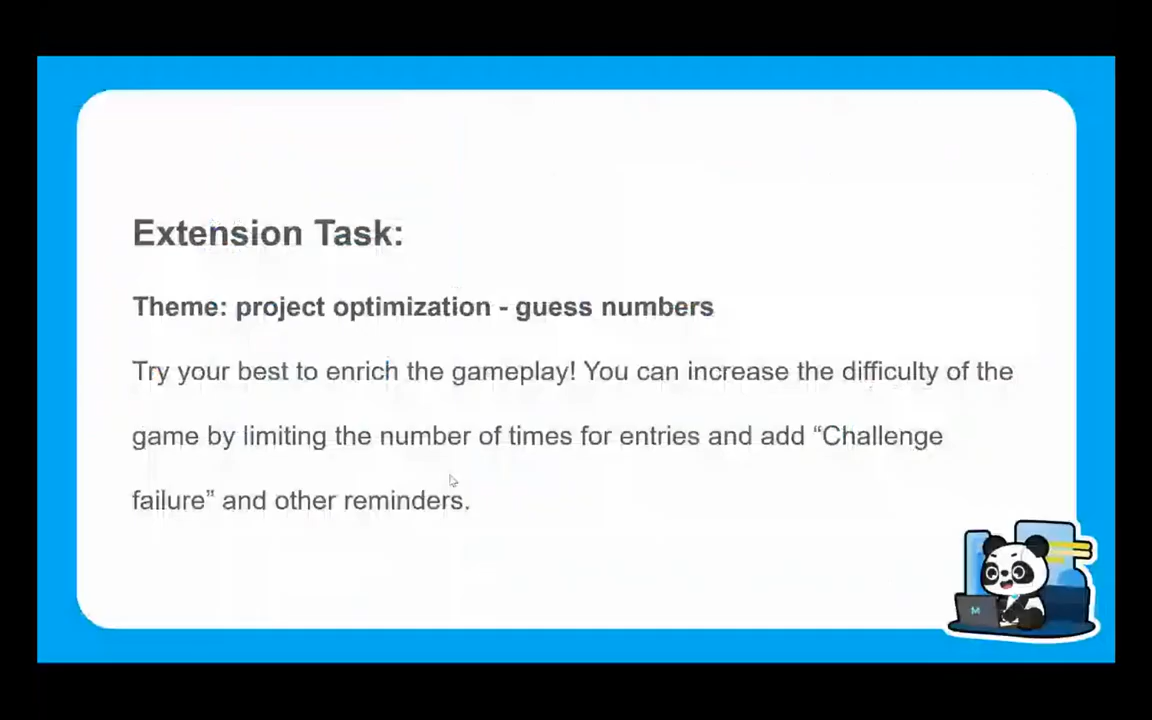 Extension Task:
Theme: project optimization - guess numbers
Try your best to enrich the gameplay! You can increase the difficulty of the
game by limiting the number of times for entries and add “Challenge
failure” and other reminders.
M